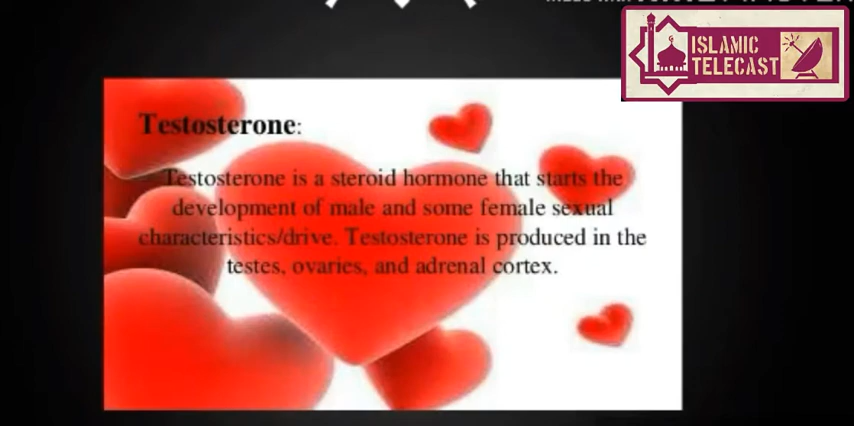 ISLAMIC
TELECAST
Testosterone:
Testosterone is a steroid hormone that starts the
development of male and some female sexual
characteristics/drive. Testosterone is produced in the
testes, ovaries, and adrenal cortex.